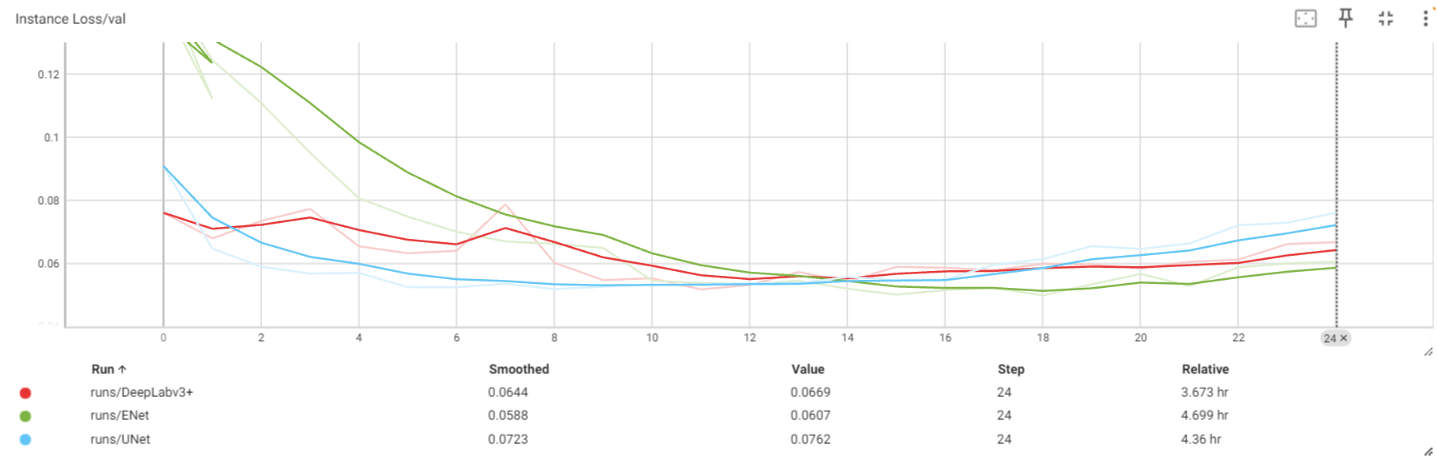 Instance Loss/val
0.12
0.1
0.08
0.06
0.04
0 2 4 6 8 10 12 14 16 18 20 22 24 ×
Run ↑ Smoothed Value Step Relative
runs/DeepLabv3+ 0.0644 0.0669 24 3.673 hr
runs/ENet 0.0588 0.0607 24 4.699 hr
runs/UNet 0.0723 0.0762 24 4.36 hr